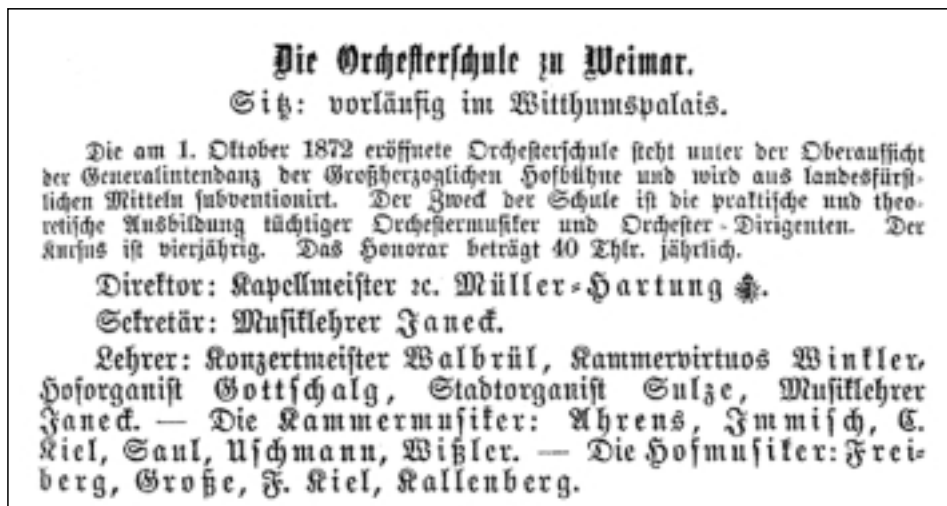 Die Orchesterschule zu Weimar.
Sitz: vorläufig im Witthumspalais.
Die am 1. Oktober 1872 eröffnete Orchesterschule steht unter der Oberaufsicht
der Generalintendanz der Großherzoglichen Hofbühne und wird aus landesfürst-
lichen Mitteln subventionirt. Der Zweck der Schule ist die praktische und theo-
retische Ausbildung tüchtiger Orchestermusiker und Orchester-Dirigenten. Der
Kursus ist vierjährig. Das Honorar beträgt 40 Thlr. jährlich.
Direktor: Kapellmeister ꝛc. Müller-Hartung
Sekretär: Musiklehrer Janeck.
Lehrer: Konzertmeister Walbrül, Kammervirtuos Winkler,
Hoforganist Gottschalg, Stadtorganist Sulze, Musiklehrer
Janeck. — Die Kammermusiker: Ahrens, Immisch, C.
Kiel, Saul, Uschmann, Wißler. — Die Hofmusiker: Frei-
berg, Große, F. Kiel, Kallenberg.